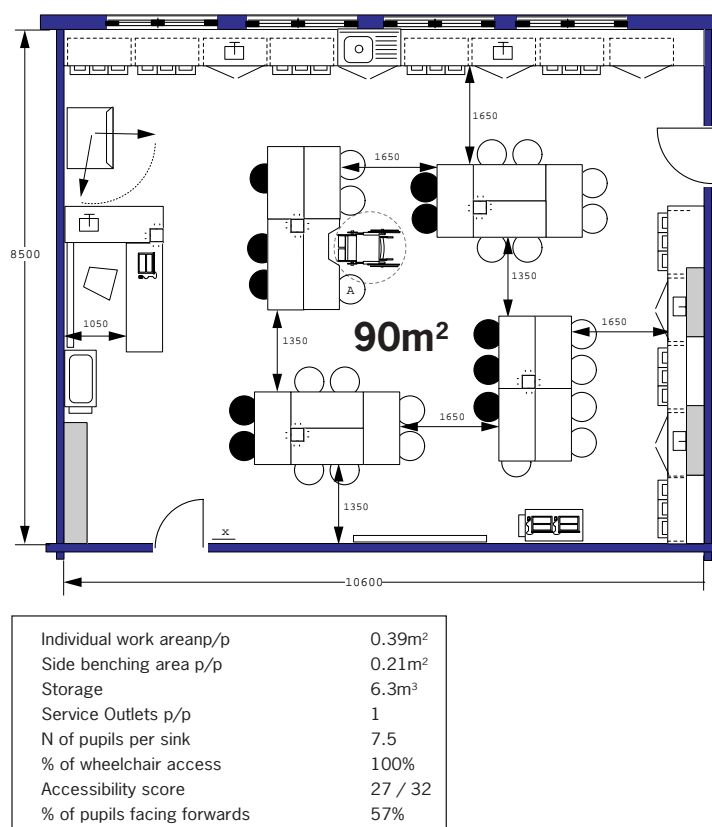 1650
1650
8500
A
1350
1050
1650
1350
90m²
1650
1350
x
10600
Individual work areanp/p 0.39m²
Side benching area p/p 0.21m²
Storage 6.3m³
Service Outlets p/p 1
N of pupils per sink 7.5
% of wheelchair access 100%
Accessibility score 27 / 32
% of pupils facing forwards 57%